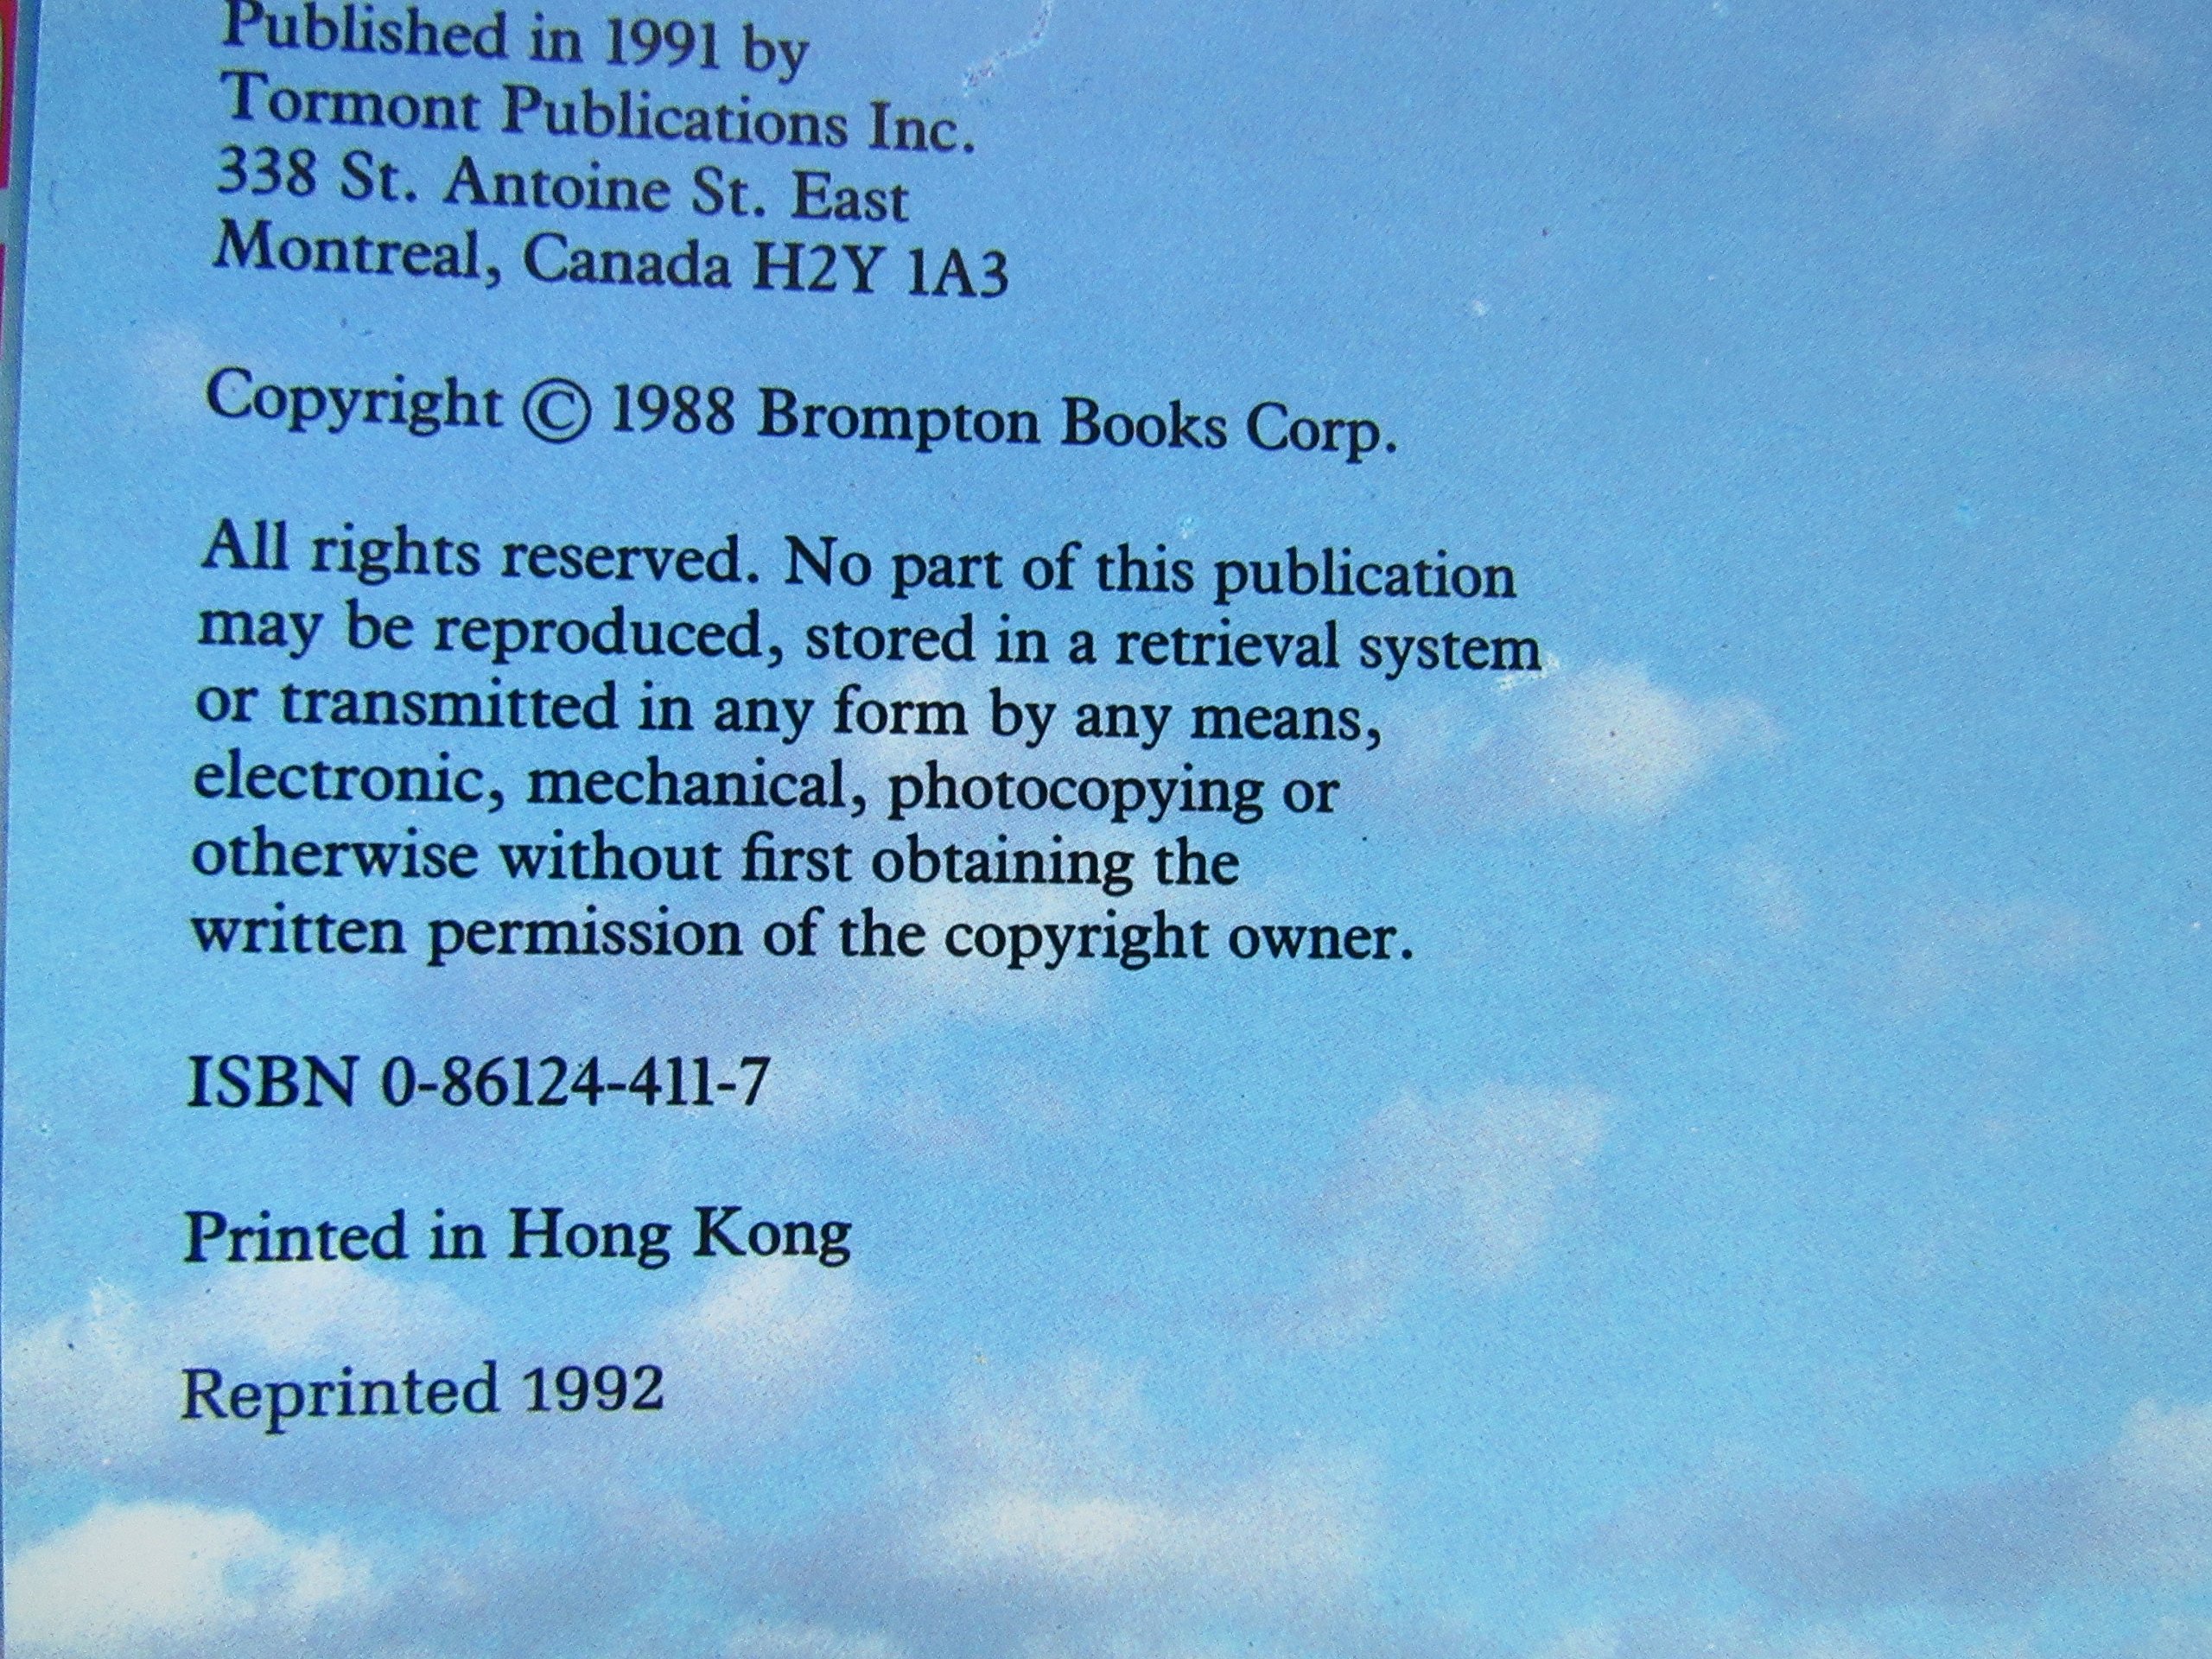 Published in 1991 by
Tormont Publications Inc.
338 St. Antoine St. East
Montreal, Canada H2Y 1A3
Copyright © 1988 Brompton Books Corp.
All rights reserved. No part of this publication
may be reproduced, stored in a retrieval system
or transmitted in any form by any means,
electronic, mechanical, photocopying or
otherwise without first obtaining the
written permission of the copyright owner.
ISBN 0-86124-411-7
Printed in Hong Kong
Reprinted 1992